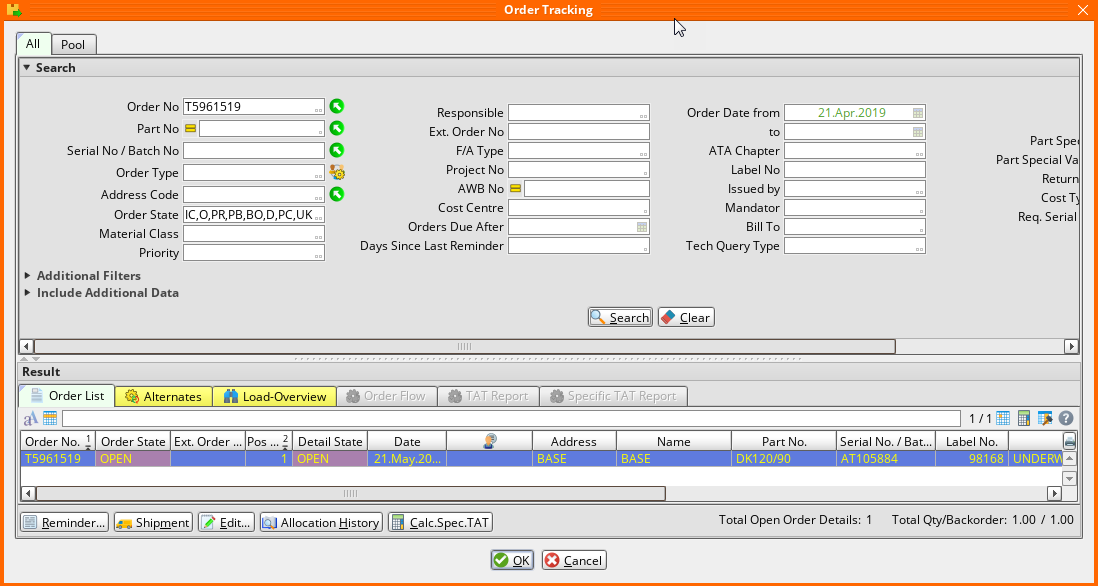 Order Tracking
All Pool
Search
Order No T5961519
Part No
Serial No / Batch No
Order Type
Address Code
Order State IC,O,PR,PB,BO,D,PC,UK
Material Class
Priority
Responsible
Ext. Order No
F/A Type
Project No
AWB No
Cost Centre
Orders Due After
Days Since Last Reminder
Order Date from 21.Apr.2019
to
ATA Chapter
Label No
Issued by
Mandator
Bill To
Tech Query Type
Part Spe
Part Special Va
Return
Cost Ty
Req. Serial
Additional Filters
Include Additional Data
Search Clear
Result
Order List Alternates Load-Overview Order Flow TAT Report Specific TAT Report
1 / 1
Order No. 1 Order State Ext. Order ... Pos ... 2 Detail State Date Address Name Part No. Serial No. / Bat... Label No.
T5961519 OPEN 1 OPEN 21.May.20... BASE BASE DK120/90 AT105884 98168 UNDERW
Reminder... Shipment Edit... Allocation History Calc.Spec.TAT Total Open Order Details: 1 Total Qty/Backorder: 1.00 / 1.00
OK Cancel